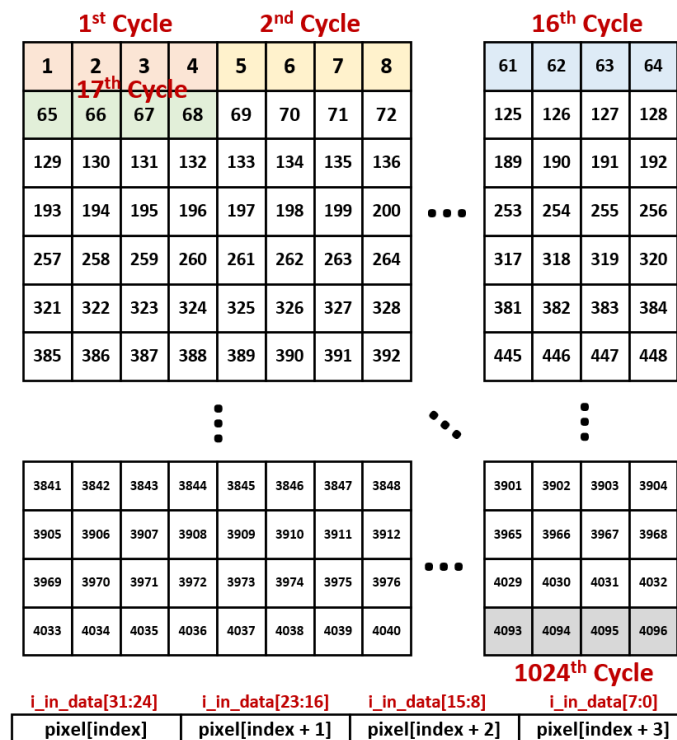 1st Cycle 2nd Cycle 16th Cycle
1 2 3 4 5 6 7 8 61 62 63 64
17th Cycle
65 66 67 68 69 70 71 72 125 126 127 128
129 130 131 132 133 134 135 136 189 190 191 192
193 194 195 196 197 198 199 200 253 254 255 256
257 258 259 260 261 262 263 264 317 318 319 320
321 322 323 324 325 326 327 328 381 382 383 384
385 386 387 388 389 390 391 392 445 446 447 448
3841 3842 3843 3844 3845 3846 3847 3848 3901 3902 3903 3904
3905 3906 3907 3908 3909 3910 3911 3912 3965 3966 3967 3968
3969 3970 3971 3972 3973 3974 3975 3976 4029 4030 4031 4032
4033 4034 4035 4036 4037 4038 4039 4040 4093 4094 4095 4096
1024th Cycle
i_in_data[31:24] i_in_data[23:16] i_in_data[15:8] i_in_data[7:0]
pixel[index] pixel[index + 1] pixel[index + 2] pixel[index + 3]